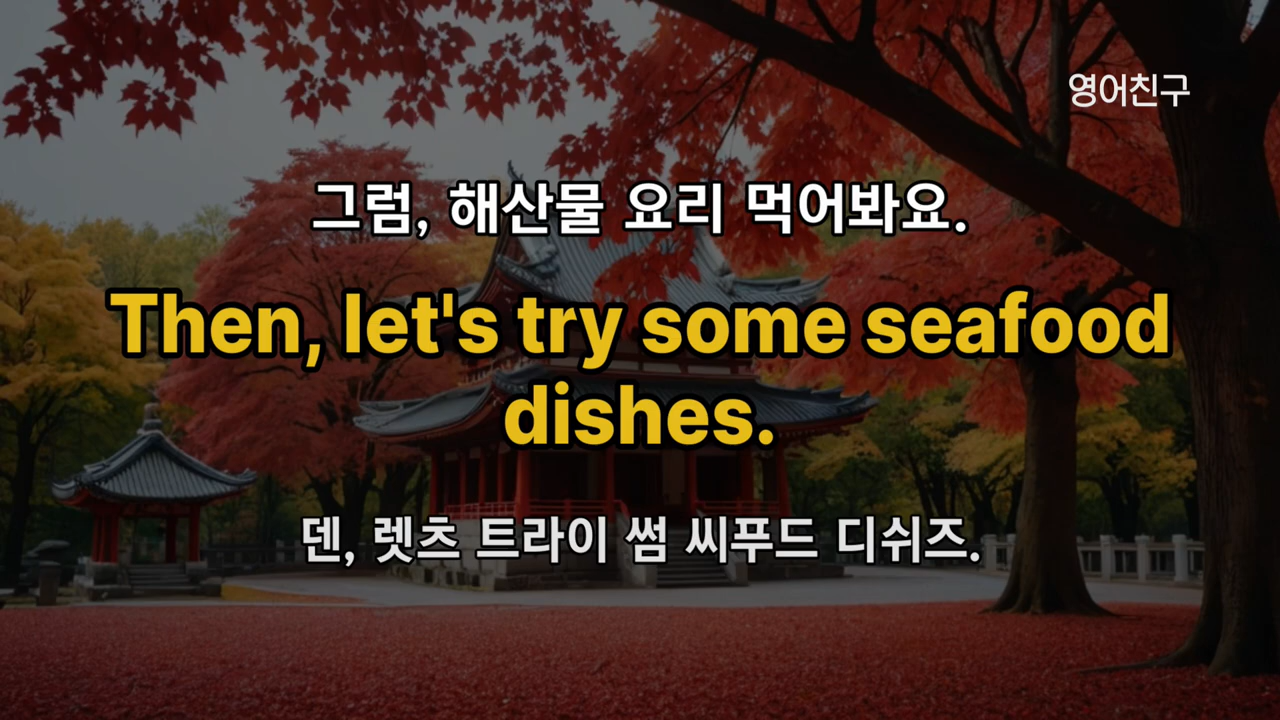 영어친구
그럼, 해산물 요리 먹어봐요.
Then, let's try some seafood
dishes.
덴, 렛츠 트라이 썸 씨푸드 디쉬즈.